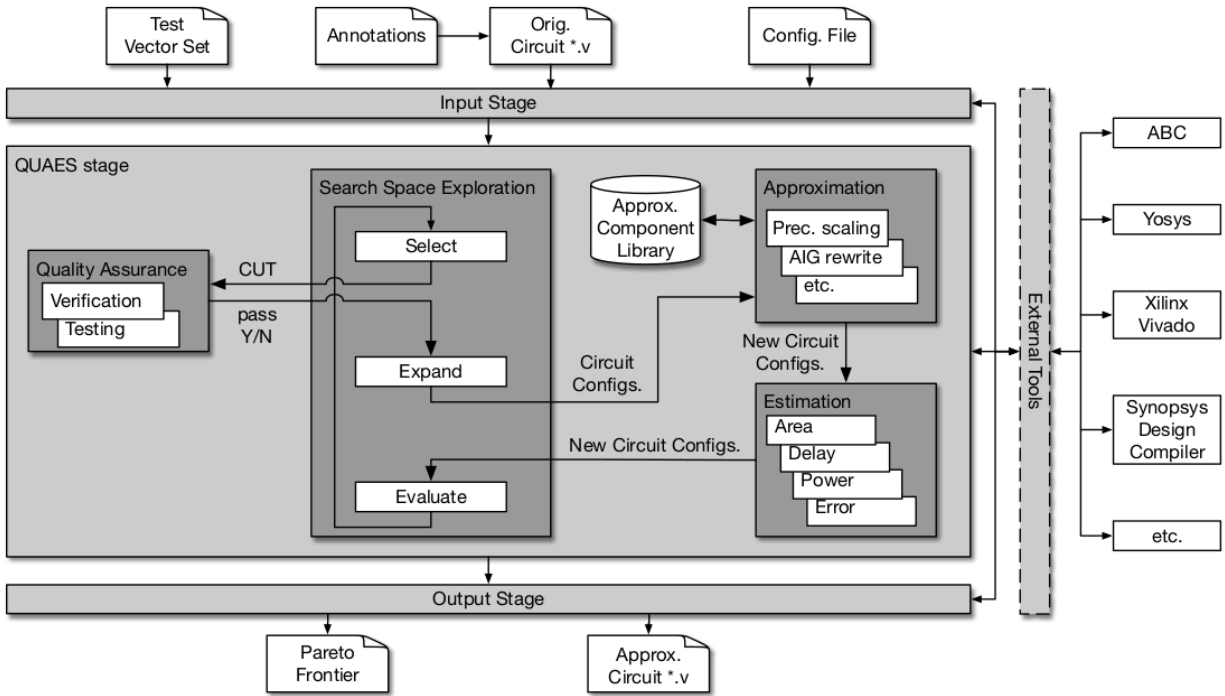 Test
Vector Set
Annotations
Orig.
Circuit *.v
Config. File
Input Stage
QUAES stage
Search Space Exploration
Select
Expand
Evaluate
Quality Assurance
Verification
Testing
CUT
pass
Y/N
Approx.
Component
Library
Approximation
Prec. scaling
AIG rewrite
etc.
Circuit
Configs.
New Circuit
Configs.
Estimation
Area
Delay
Power
Error
New Circuit Configs.
External Tools
ABC
Yosys
Xilinx
Vivado
Synopsys
Design
Compiler
etc.
Output Stage
Pareto
Frontier
Approx.
Circuit *.v